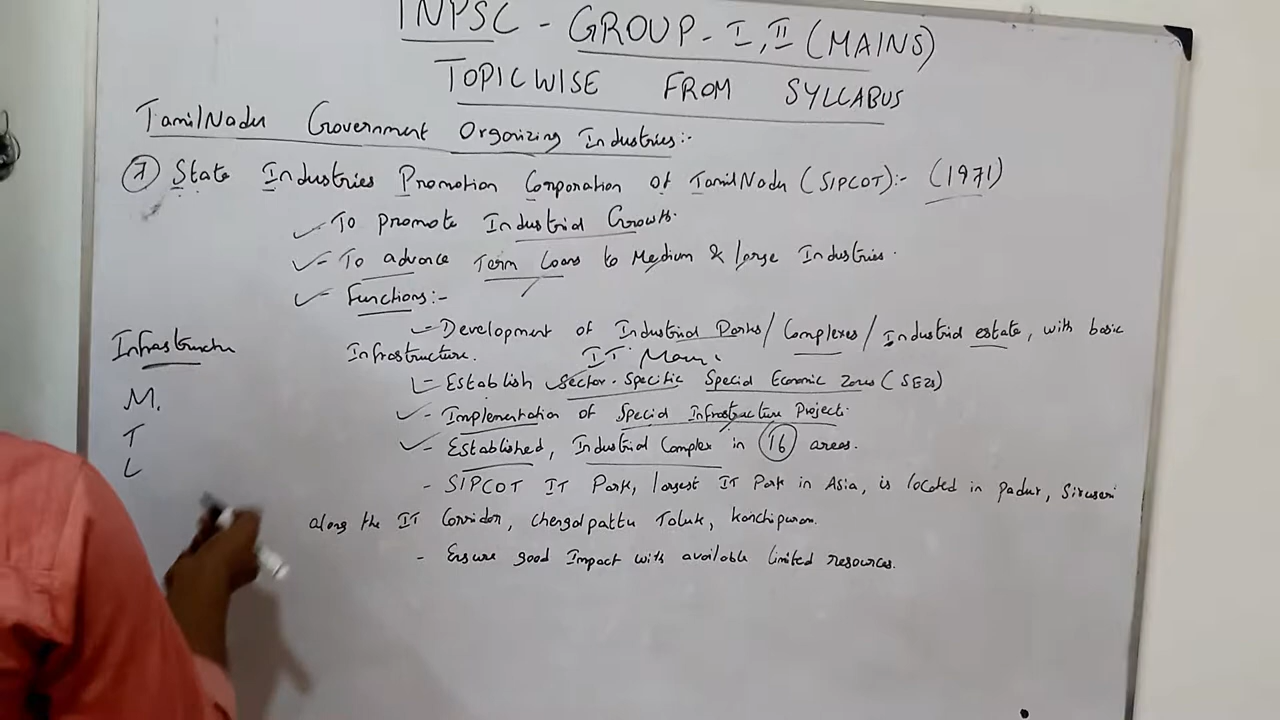 TNPSC - GROUP - I, II (MAINS)
TOPICWISE FROM SYLLABUS
TamilNadu Government Organizing Industries:-
7 State Industries Promotion Corporation of TamilNadu (SIPCOT):- (1971)
- To promote Industrial Growth.
- To advance Term Loans to Medium & large Industries.
- Functions:-
- Development of Industrial Parks/ Complexes/ Industrial estate, with basic
Infrastructure.
IT
- Establish Sector-Specific Special Economic Zones (SEZs)
- Implementation of Special Infrastructure Project.
- Established, Industrial Complex in 16 areas.
- SIPCOT IT Park, largest IT Park in Asia, is located in Padur, Siruseri
along the IT Corridor, Chengalpattu Taluk, Kanchipuram.
- Ensure good Impact with available limited resources.
Infrastructu
M.
T
L